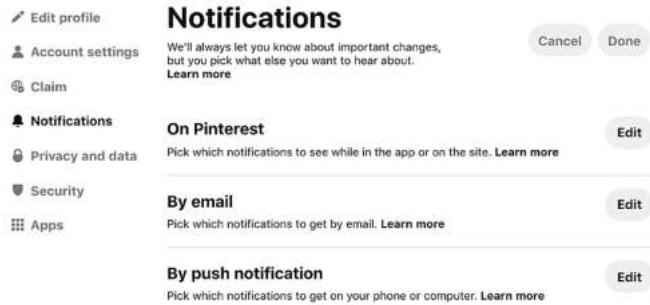 Edit profile
Account settings
Claim
Notifications
Privacy and data
Security
Apps
Notifications
We'll always let you know about important changes,
but you pick what else you want to hear about.
Learn more
Cancel
Done
On Pinterest
Pick which notifications to see while in the app or on the site. Learn more
Edit
By email
Pick which notifications to get by email. Learn more
Edit
By push notification
Pick which notifications to get on your phone or computer. Learn more
Edit